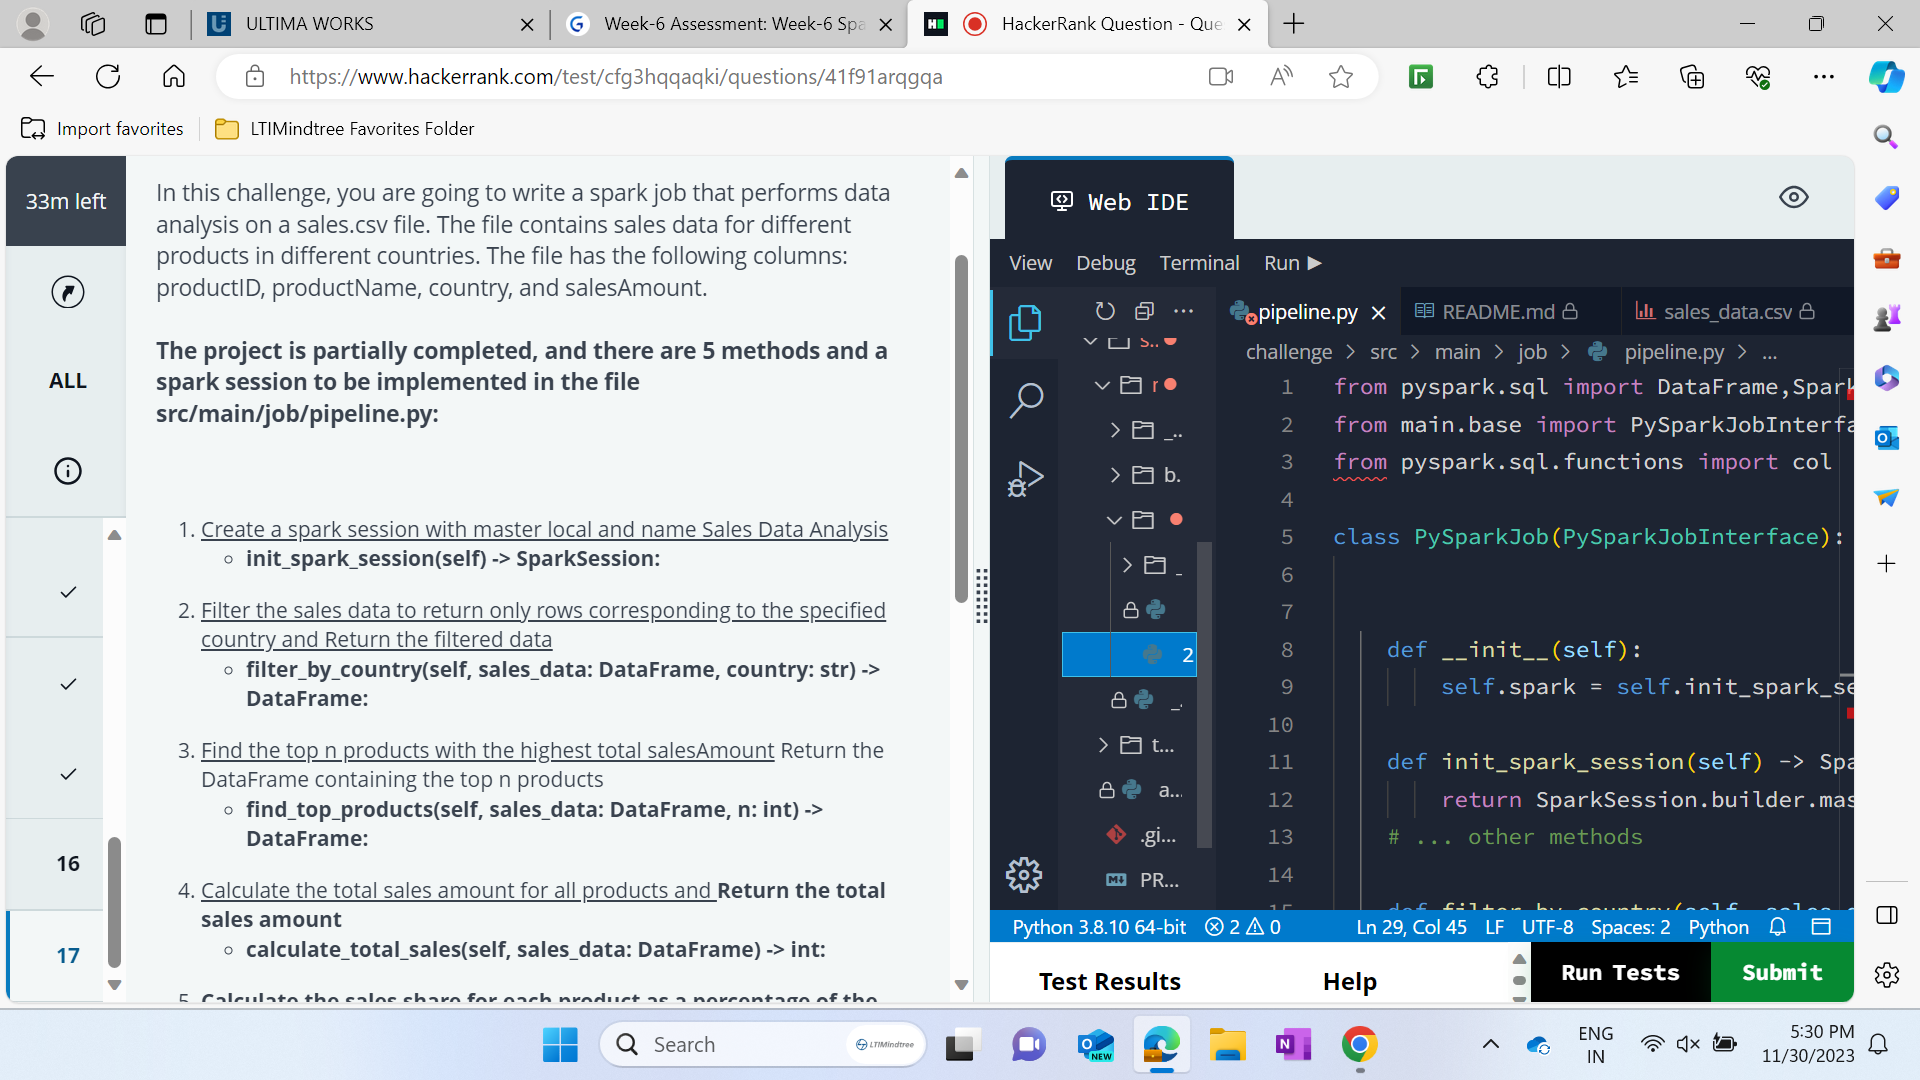 ULTIMA WORKS
Week-6 Assessment: Week-6 Spa
HackerRank Question - Que
https://www.hackerrank.com/test/cfg3hqqaqki/questions/41f91arqgqa
Import favorites
LTIMindtree Favorites Folder
33m left
ALL
16
17
In this challenge, you are going to write a spark job that performs data
analysis on a sales.csv file. The file contains sales data for different
products in different countries. The file has the following columns:
productID, productName, country, and salesAmount.
The project is partially completed, and there are 5 methods and a
spark session to be implemented in the file
src/main/job/pipeline.py:
1. Create a spark session with master local and name Sales Data Analysis
init_spark_session(self) -> SparkSession:
2. Filter the sales data to return only rows corresponding to the specified
country and Return the filtered data
filter_by_country(self, sales_data: DataFrame, country: str) ->
DataFrame:
3. Find the top n products with the highest total salesAmount Return the
DataFrame containing the top n products
find_top_products(self, sales_data: DataFrame, n: int) ->
DataFrame:
4. Calculate the total sales amount for all products and Return the total
sales amount
calculate_total_sales(self, sales_data: DataFrame) -> int:
5. Calculate the sales share for each product as a percentage of the
Web IDE
View Debug Terminal Run
s..
r
_..
b.
_
2
_.
t...
a..
.gi...
PR...
pipeline.py
README.md
sales_data.csv
challenge > src > main > job > pipeline.py > ...
1 from pyspark.sql import DataFrame,Spark
2 from main.base import PySparkJobInterfa
3 from pyspark.sql.functions import col
4
5 class PySparkJob(PySparkJobInterface):
6
7
8 def __init__(self):
9 self.spark = self.init_spark_se
10
11 def init_spark_session(self) -> Spa
12 return SparkSession.builder.mas
13 # ... other methods
14
15 def filter_by_country(self, sales_
Python 3.8.10 64-bit 2 0 Ln 29, Col 45 LF UTF-8 Spaces: 2 Python
Test Results Help Run Tests Submit
Search
LTIMindtree
NEW
ENG
IN
5:30 PM
11/30/2023